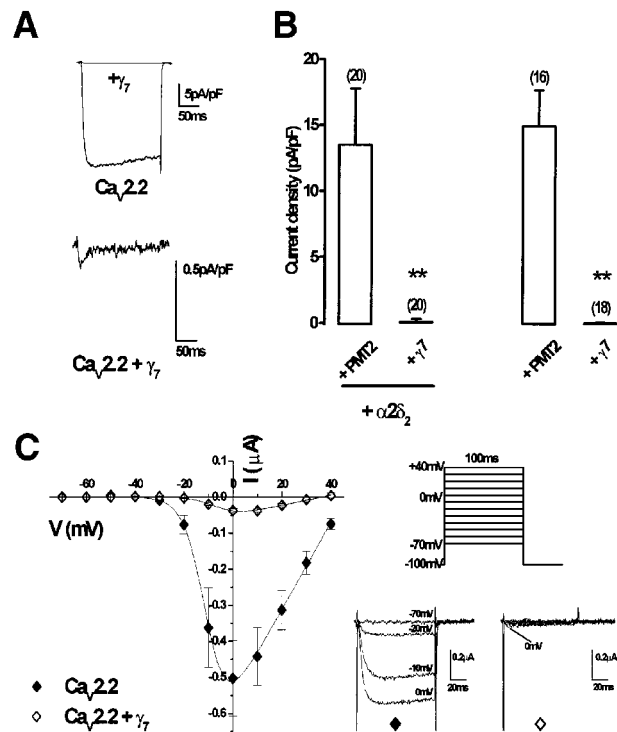 A
+γ7
5pA/pF
50ms
CaV2.2
0.5pA/pF
50ms
CaV2.2 + γ7
B
Current density (pA/pF)
20
15
10
5
0
(20)
**
(20)
(16)
**
(18)
+ PMT2
+ γ7
+ PMT2
+ γ7
+ α2δ2
C
I (μA)
0.1
0.0
-0.1
-0.2
-0.3
-0.4
-0.5
-0.6
-60
-40
-20
0
20
40
V (mV)
CaV2.2
CaV2.2 + γ7
100ms
+40mV
0mV
-70mV
-100mV
-70mV
-20mV
-10mV
0mV
0.2μA
20ms
0mV
0.2μA
20ms